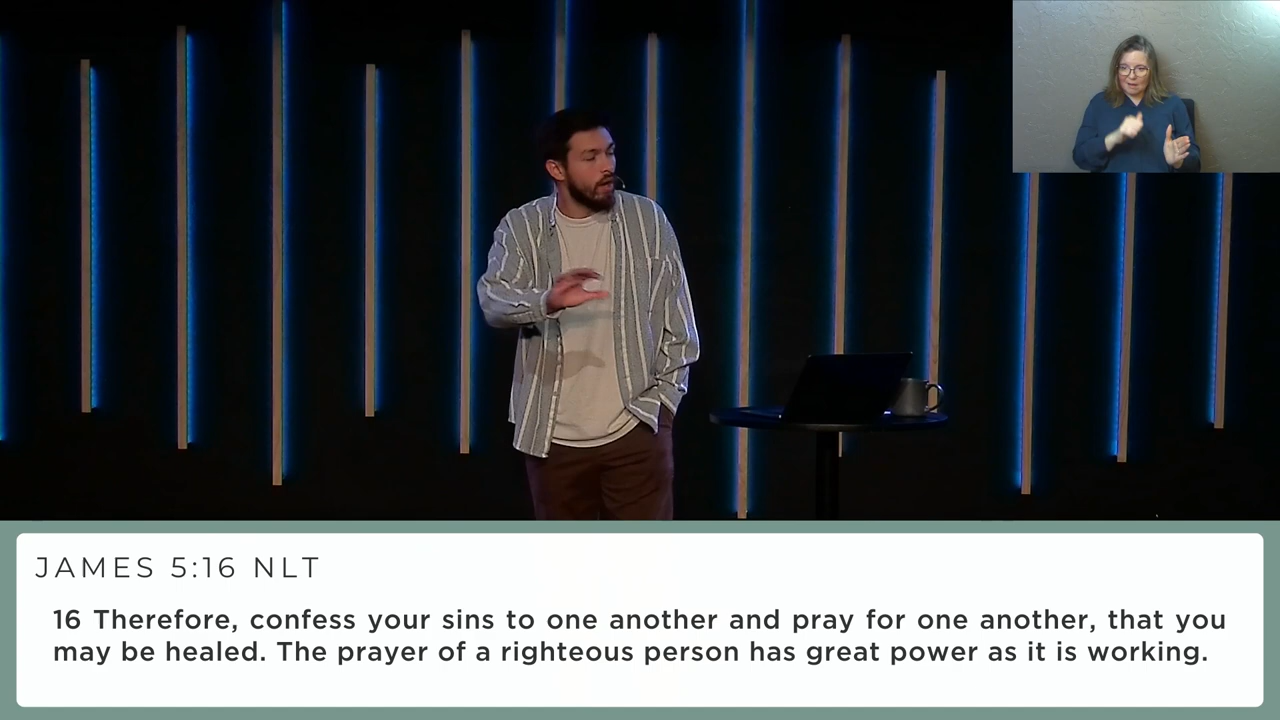 JAMES 5:16 NLT
16 Therefore, confess your sins to one another and pray for one another, that you
may be healed. The prayer of a righteous person has great power as it is working.